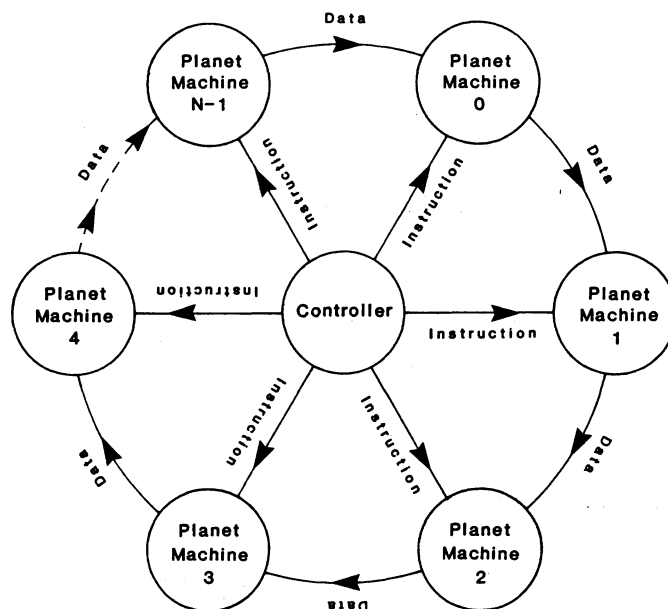 Data
Planet
Machine
N-1
Planet
Machine
0
Data
Data
Instruction
Instruction
Planet
Machine
4
Instruction
Controller
Instruction
Planet
Machine
1
Instruction
Instruction
Data
Data
Planet
Machine
3
Planet
Machine
2
Data